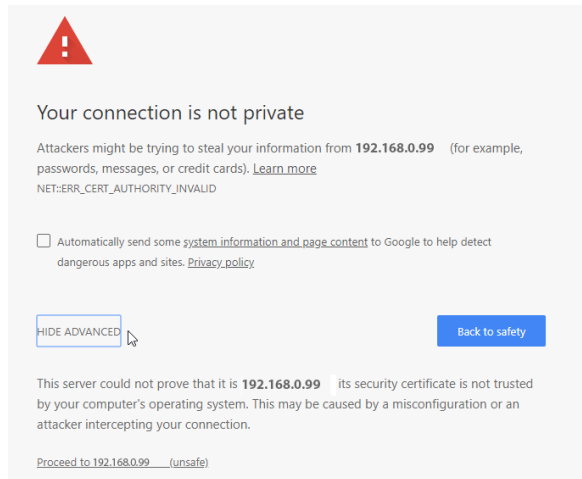 Your connection is not private
Attackers might be trying to steal your information from 192.168.0.99 (for example,
passwords, messages, or credit cards). Learn more
NET::ERR_CERT_AUTHORITY_INVALID
Automatically send some system information and page content to Google to help detect
dangerous apps and sites. Privacy policy
HIDE ADVANCED
Back to safety
This server could not prove that it is 192.168.0.99 its security certificate is not trusted
by your computer's operating system. This may be caused by a misconfiguration or an
attacker intercepting your connection.
Proceed to 192.168.0.99 (unsafe)